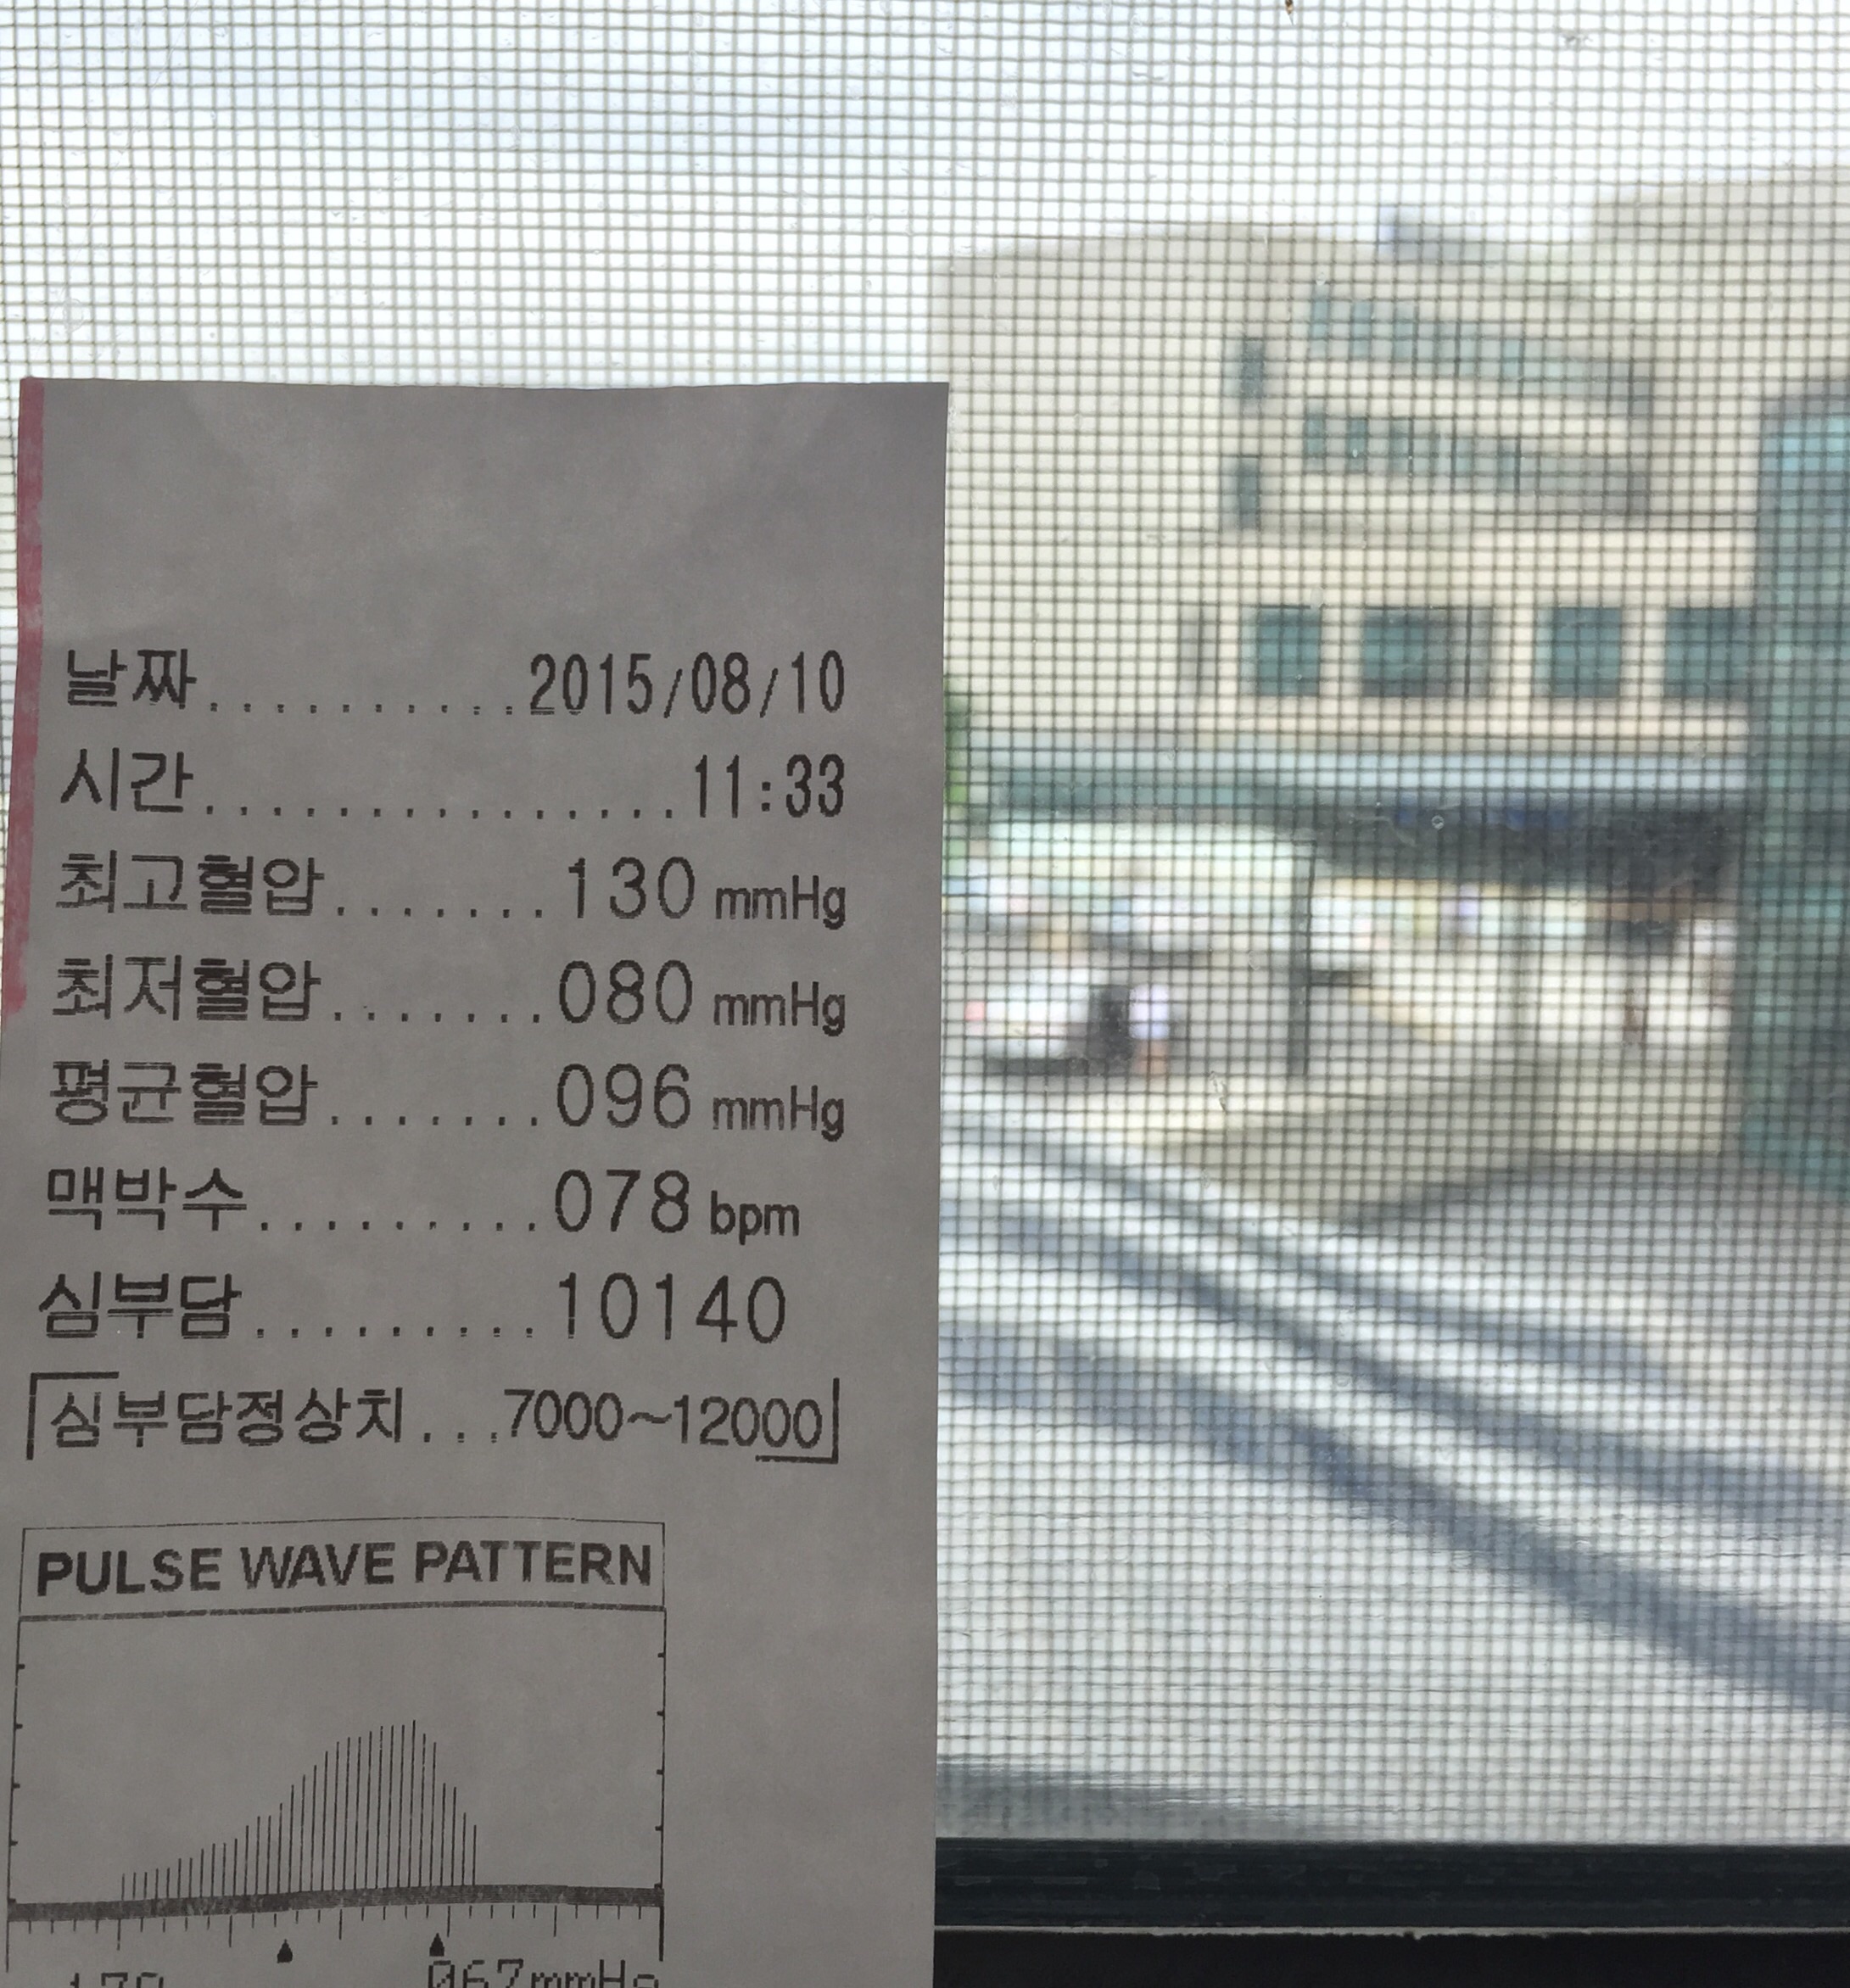 날짜...........2015/08/10
시간................11:33
최고혈압.......130 mmHg
최저혈압.......080 mmHg
평균혈압.......096 mmHg
맥박수.........078 bpm
심부담.........10140
심부담정상치...7000~12000
PULSE WAVE PATTERN
067mmHg